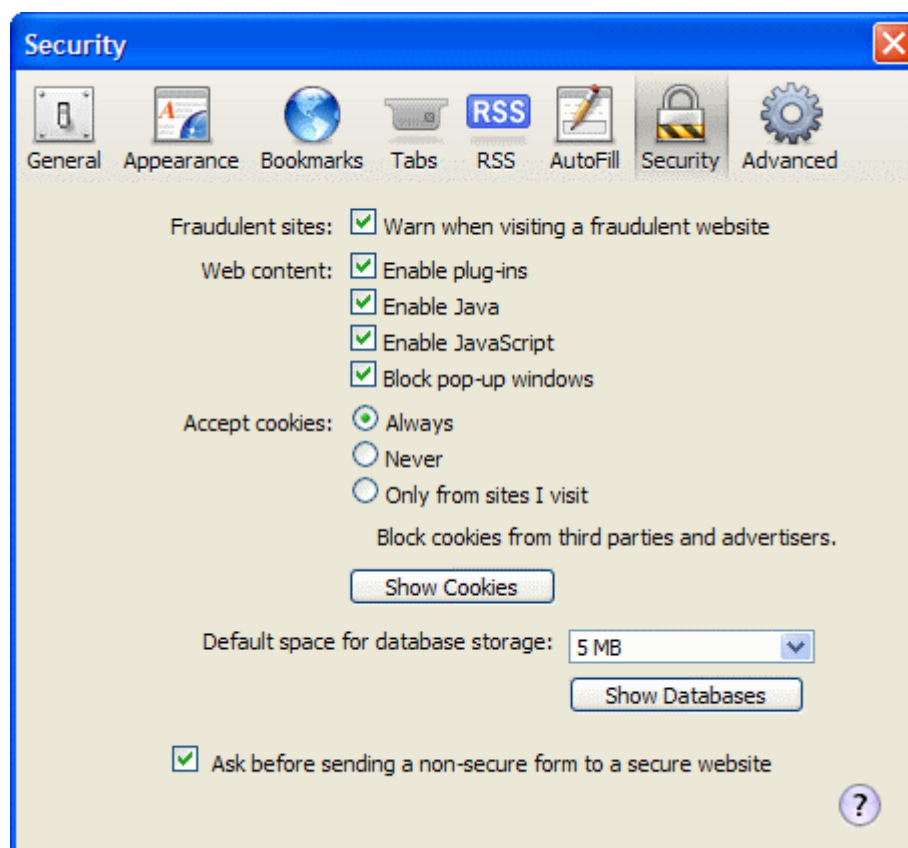 Security
RSS
General Appearance Bookmarks Tabs RSS AutoFill Security Advanced
Fraudulent sites: Warn when visiting a fraudulent website
Web content: Enable plug-ins
Enable Java
Enable JavaScript
Block pop-up windows
Accept cookies: Always
Never
Only from sites I visit
Block cookies from third parties and advertisers.
Show Cookies
Default space for database storage: 5 MB
Show Databases
Ask before sending a non-secure form to a secure website
?